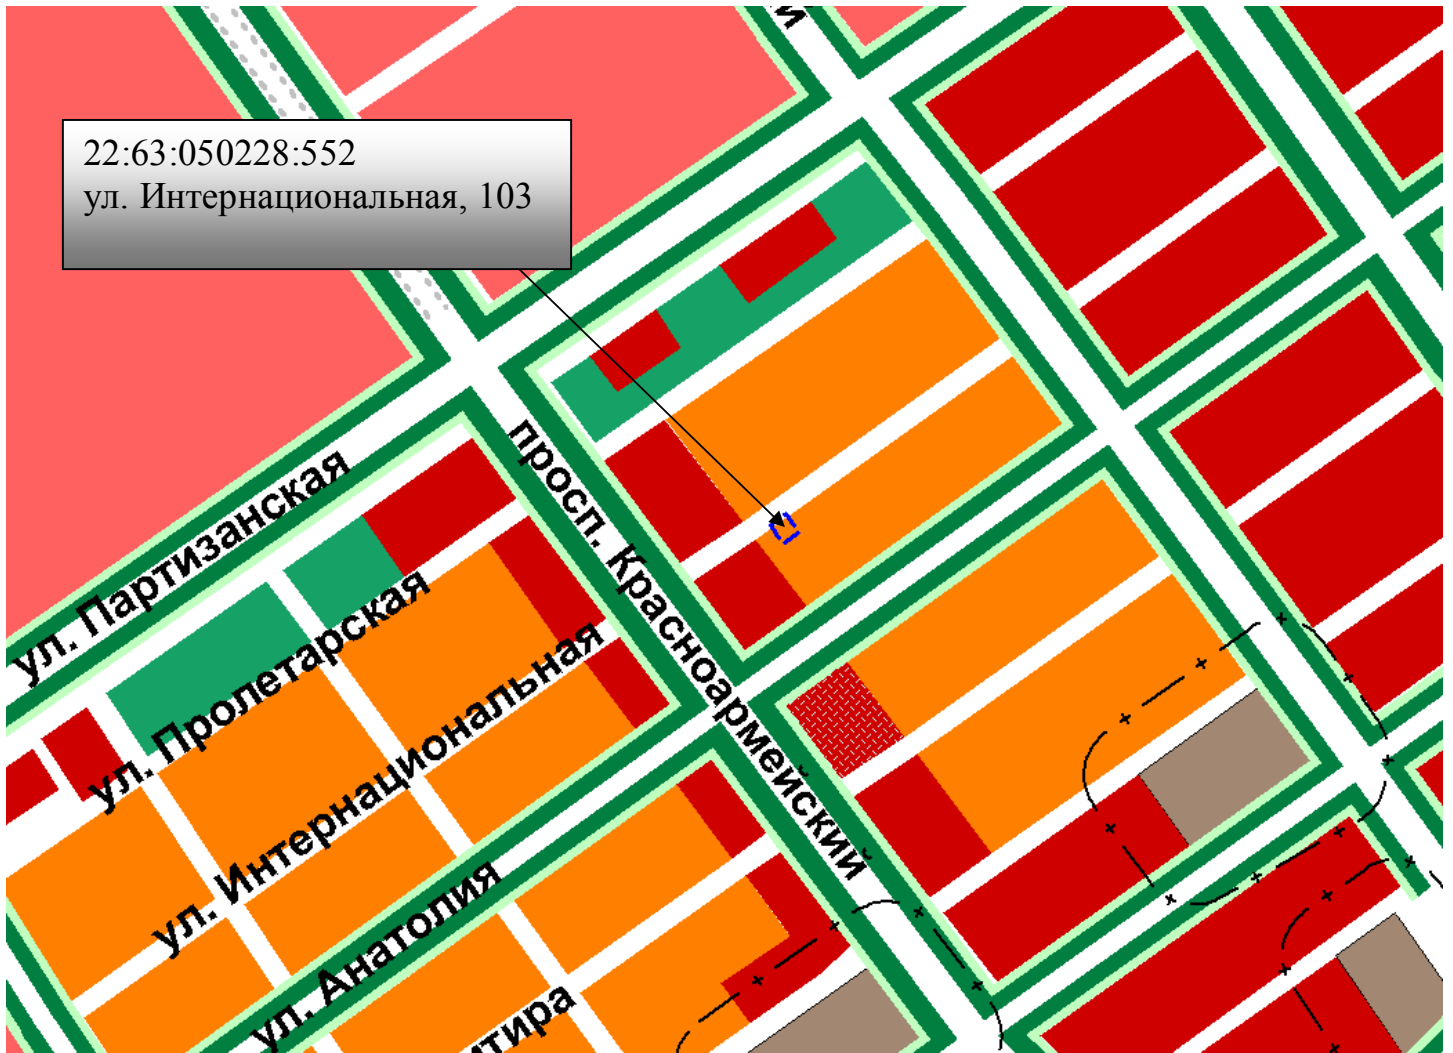 й
22:63:050228:552
ул. Интернациональная, 103
просп. Красноармейский
ул. Партизанская
ул. Пролетарская
ул. Интернациональная
ул. Анатолия
тира